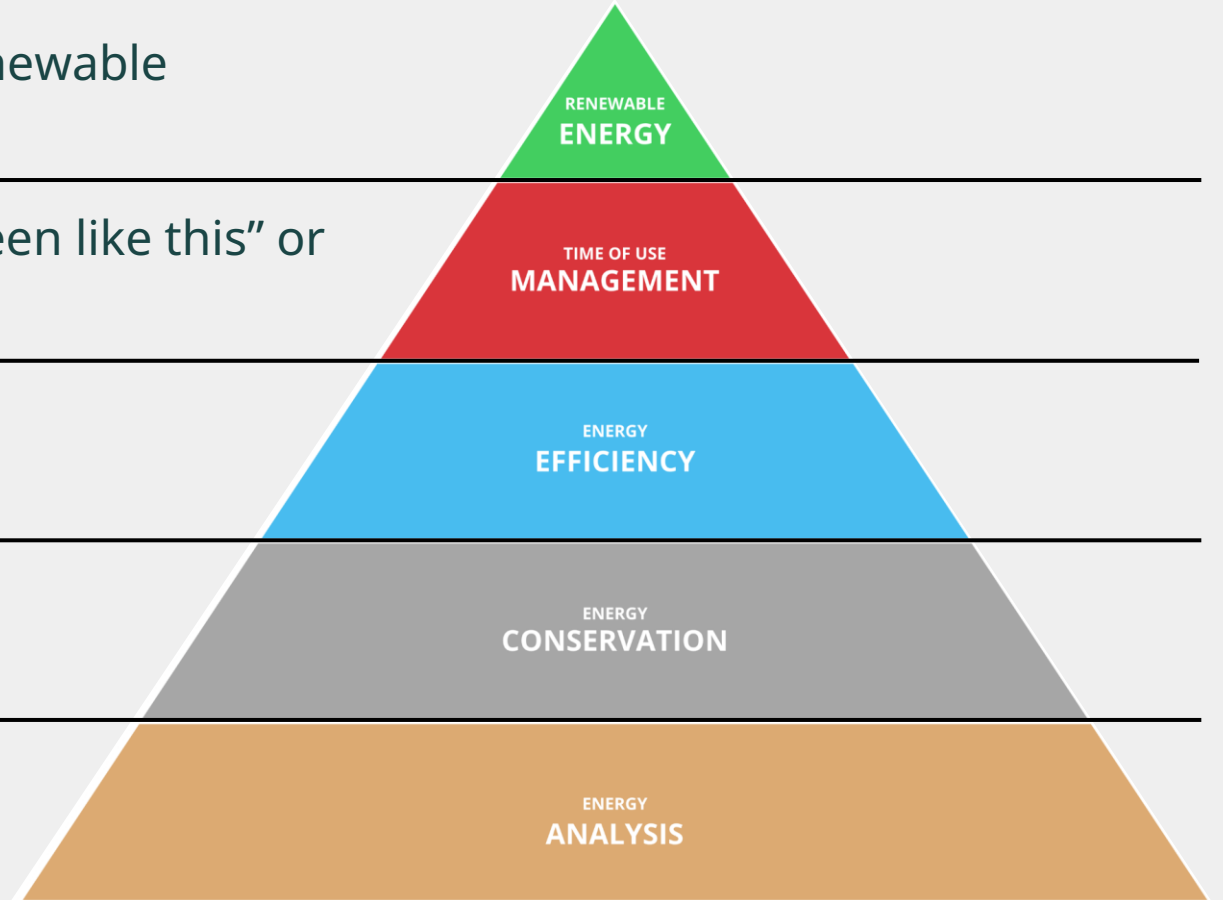 newable
RENEWABLE
ENERGY
een like this” or
TIME OF USE
MANAGEMENT
ENERGY
EFFICIENCY
ENERGY
CONSERVATION
ENERGY
ANALYSIS